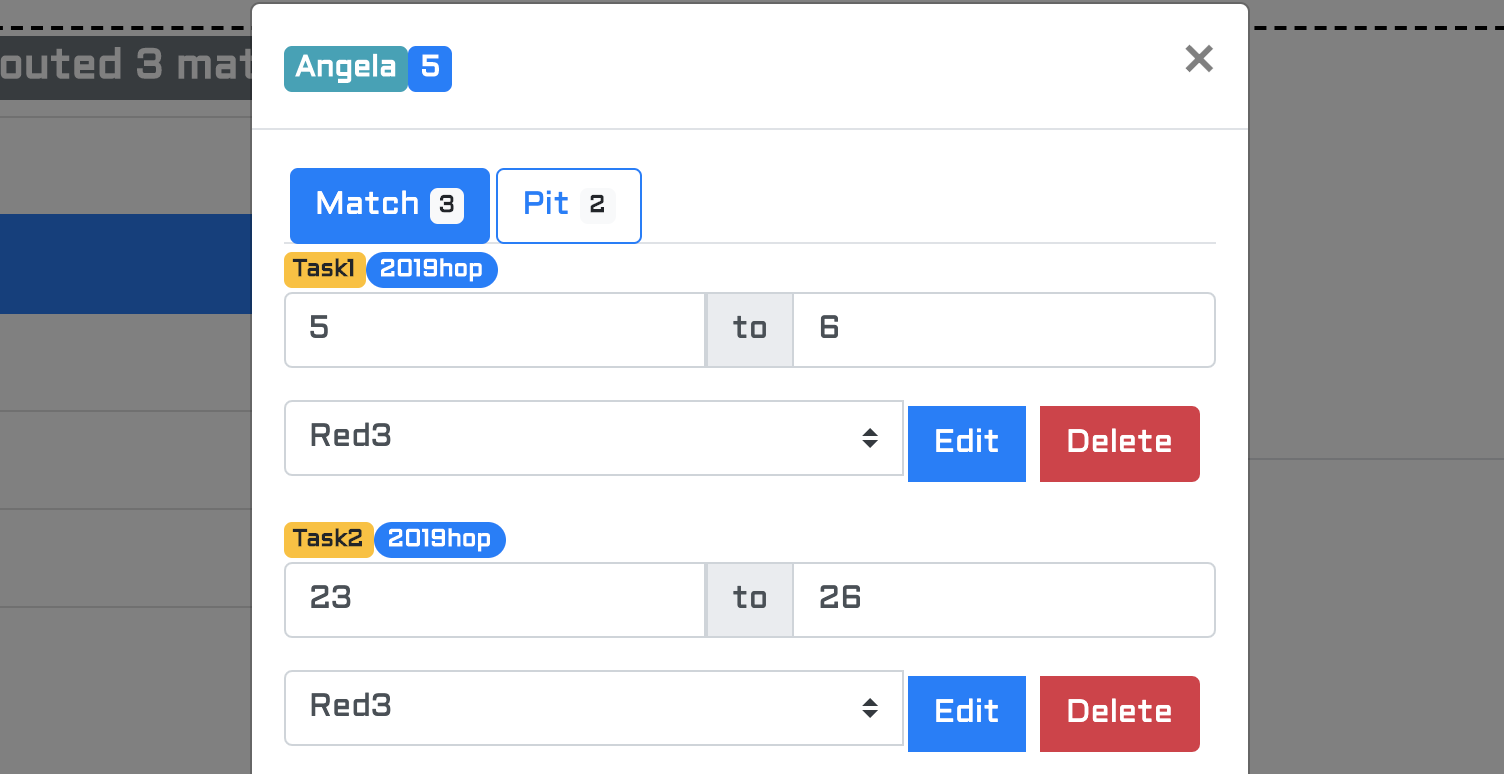 outed 3 mat
Angela 5 ×
Match 3 Pit 2
Task1 2019hop
5 to 6
Red3 Edit Delete
Task2 2019hop
23 to 26
Red3 Edit Delete